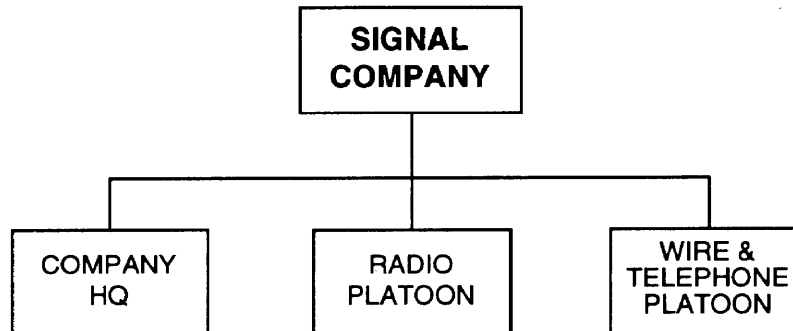 SIGNAL
COMPANY
COMPANY
HQ
RADIO
PLATOON
WIRE &
TELEPHONE
PLATOON